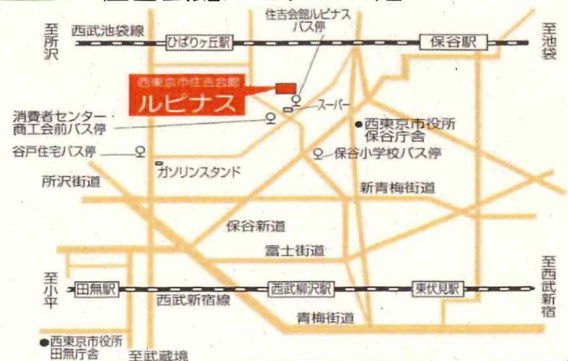 至所沢
西武池袋線
ひばりヶ丘駅
住吉会館ルピナス
バス停
保谷駅
至池袋
西東京市住吉会館
ルピナス
スーパー
消費者センター・
商工会前バス停
西東京市役所
保谷庁舎
谷戸住宅バス停
保谷小学校バス停
ガソリンスタンド
所沢街道
新青梅街道
保谷新道
富士街道
至小平
田無駅
西武新宿線
西武柳沢駅
東伏見駅
至西武新宿
青梅街道
西東京市役所
田無庁舎
至武蔵境